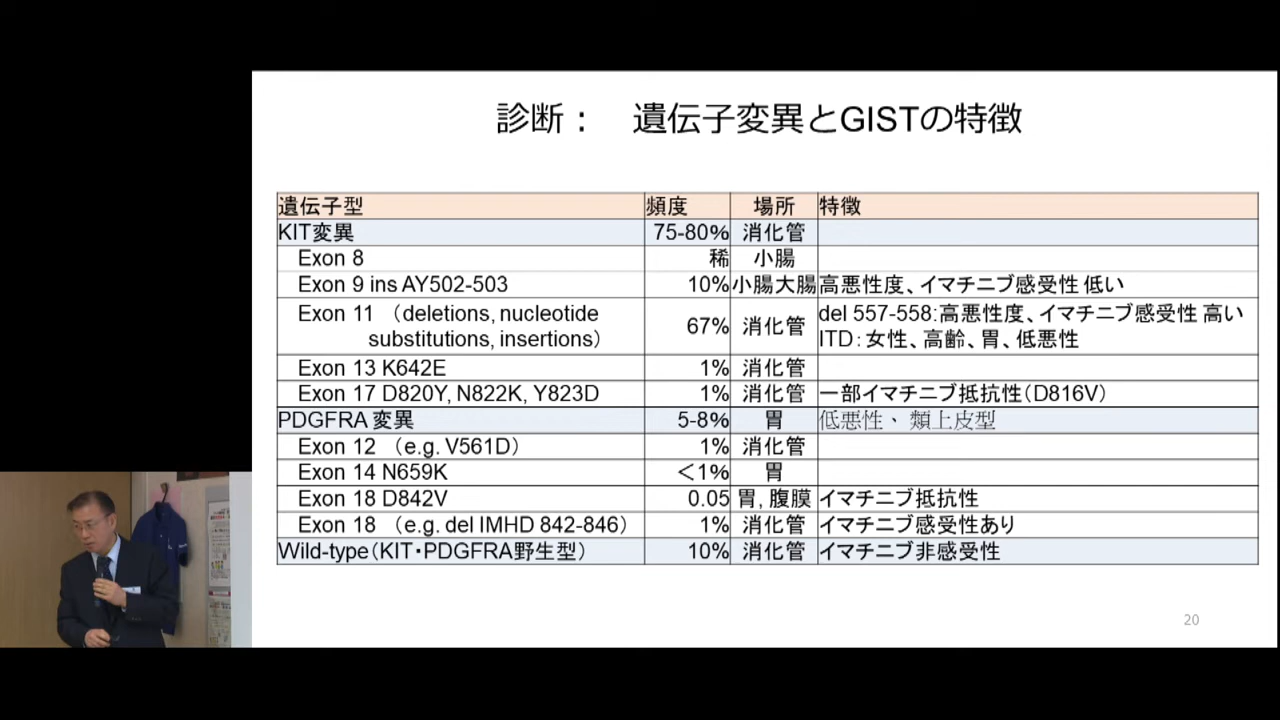 診断： 遺伝子変異とGISTの特徴
遺伝子型 頻度 場所 特徴
KIT変異 75-80% 消化管
Exon 8 稀 小腸
Exon 9 ins AY502-503 10% 小腸大腸 高悪性度、イマチニブ感受性 低い
Exon 11 （deletions, nucleotide substitutions, insertions） 67% 消化管 del 557-558:高悪性度、イマチニブ感受性 高い
ITD：女性、高齢、胃、低悪性
Exon 13 K642E 1% 消化管
Exon 17 D820Y, N822K, Y823D 1% 消化管 一部イマチニブ抵抗性（D816V）
PDGFRA 変異 5-8% 胃 低悪性、 類上皮型
Exon 12 （e.g. V561D） 1% 消化管
Exon 14 N659K ＜1% 胃
Exon 18 D842V 0.05 胃, 腹膜 イマチニブ抵抗性
Exon 18 （e.g. del IMHD 842-846） 1% 消化管 イマチニブ感受性あり
Wild-type（KIT・PDGFRA野生型） 10% 消化管 イマチニブ非感受性
20